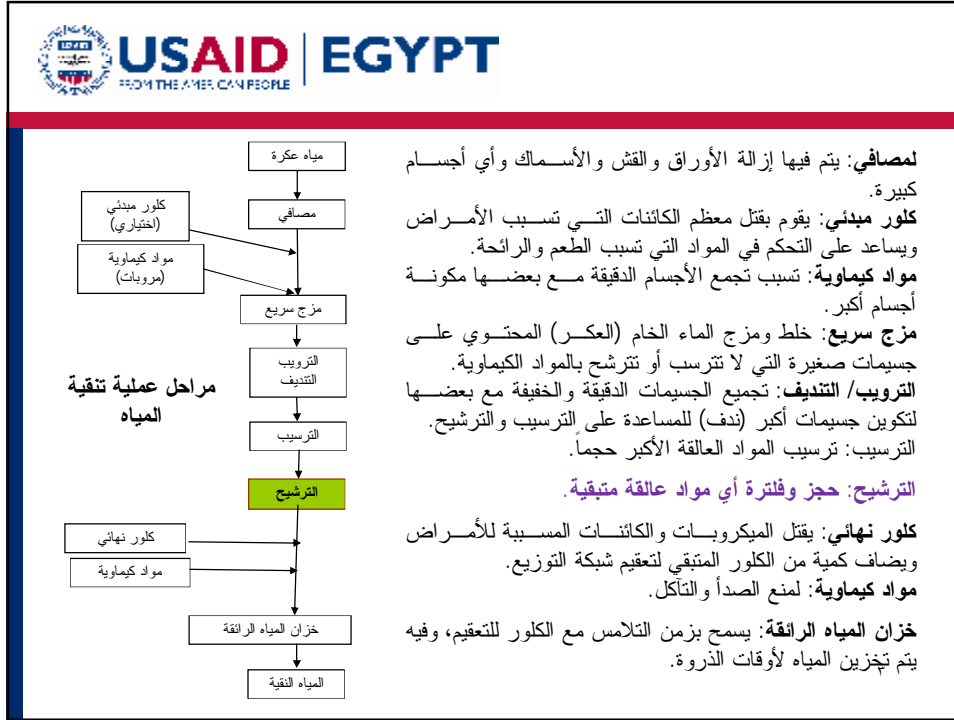 USAID | EGYPT
FROM THE AMERICAN PEOPLE
مياه عكرة
كلور مبدئي
(اختياري)
مصافي
مواد كيماوية
(مروبات)
مزج سريع
الترويب
التنديف
مراحل عملية تنقية
المياه
الترسيب
الترشيح
كلور نهائي
مواد كيماوية
خزان المياه الرائقة
المياه النقية
لمصافي: يتم فيها إزالة الأوراق والقش والأسماك وأي أجسام
كبيرة.
كلور مبدئي: يقوم بقتل معظم الكائنات التي تسبب الأمراض
ويساعد على التحكم في المواد التي تسبب الطعم والرائحة.
مواد كيماوية: تسبب تجمع الأجسام الدقيقة مع بعضها مكونة
أجسام أكبر.
مزج سريع: خلط ومزج الماء الخام (العكر) المحتوي على
جسيمات صغيرة التي لا تترسب أو تترشح بالمواد الكيماوية.
الترويب/ التنديف: تجميع الجسيمات الدقيقة والخفيفة مع بعضها
لتكوين جسيمات أكبر (ندف) للمساعدة على الترسيب والترشيح.
الترسيب: ترسيب المواد العالقة الأكبر حجماً.
الترشيح: حجز وفلترة أي مواد عالقة متبقية.
كلور نهائي: يقتل الميكروبات والكائنات المسببة للأمراض
ويضاف كمية من الكلور المتبقي لتعقيم شبكة التوزيع.
مواد كيماوية: لمنع الصدأ والتآكل.
خزان المياه الرائقة: يسمح بزمن التلامس مع الكلور للتعقيم، وفيه
يتم تخزين المياه لأوقات الذروة.